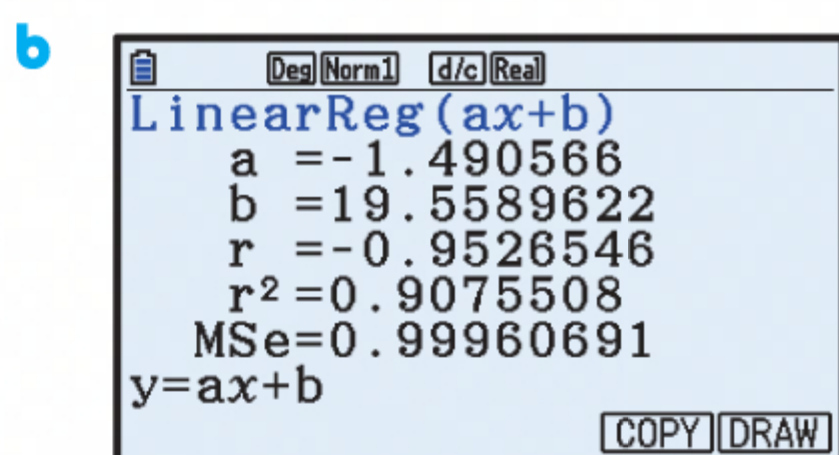 b
Deg Norm1 d/c Real
LinearReg(ax+b)
a =-1.490566
b =19.5589622
r =-0.9526546
r²=0.9075508
MSe=0.99960691
y=ax+b
COPY DRAW